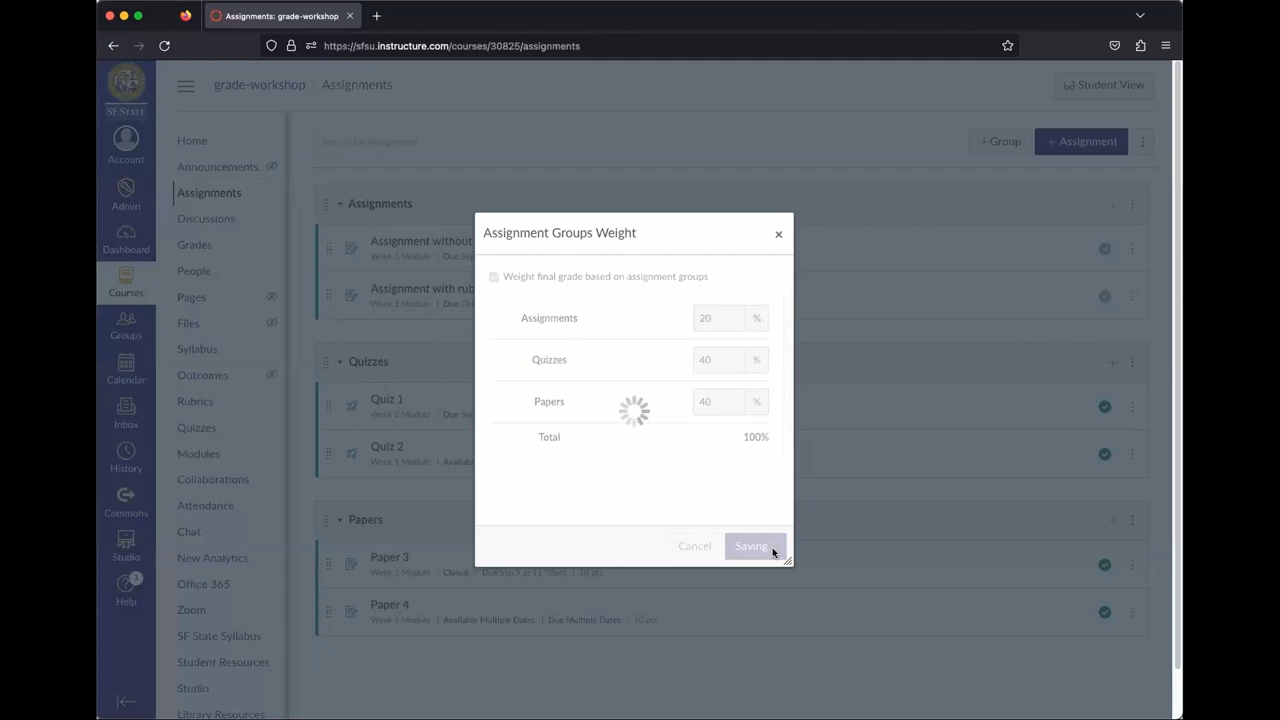 Assignments: grade-workshop
https://sfsu.instructure.com/courses/30825/assignments
SF STATE
Account
Admin
Dashboard
Courses
Groups
Calendar
Inbox
History
Commons
Studio
3
Help
grade-workshop / Assignments
Student View
Home
Announcements
Assignments
Discussions
Grades
People
Pages
Files
Syllabus
Outcomes
Rubrics
Quizzes
Modules
Collaborations
Attendance
Chat
New Analytics
Office 365
Zoom
SF State Syllabus
Student Resources
Studio
Library Resources
Search for Assignment
+ Group
+ Assignment
Assignments
Assignment without
Week 1 Module | Due Sep
Assignment with rub
Week 1 Module | Due
Quizzes
Quiz 1
Week 2 Module | Due Sep
Quiz 2
Week 1 Module | Availab
Papers
Paper 3
Week 2 Module | Closed | Due Sep 9 at 11:59pm | 10 pts
Paper 4
Week 1 Module | Available Multiple Dates | Due Multiple Dates | 10 pts
Assignment Groups Weight
Weight final grade based on assignment groups
Assignments 20 %
Quizzes 40 %
Papers 40 %
Total 100%
Cancel
Saving